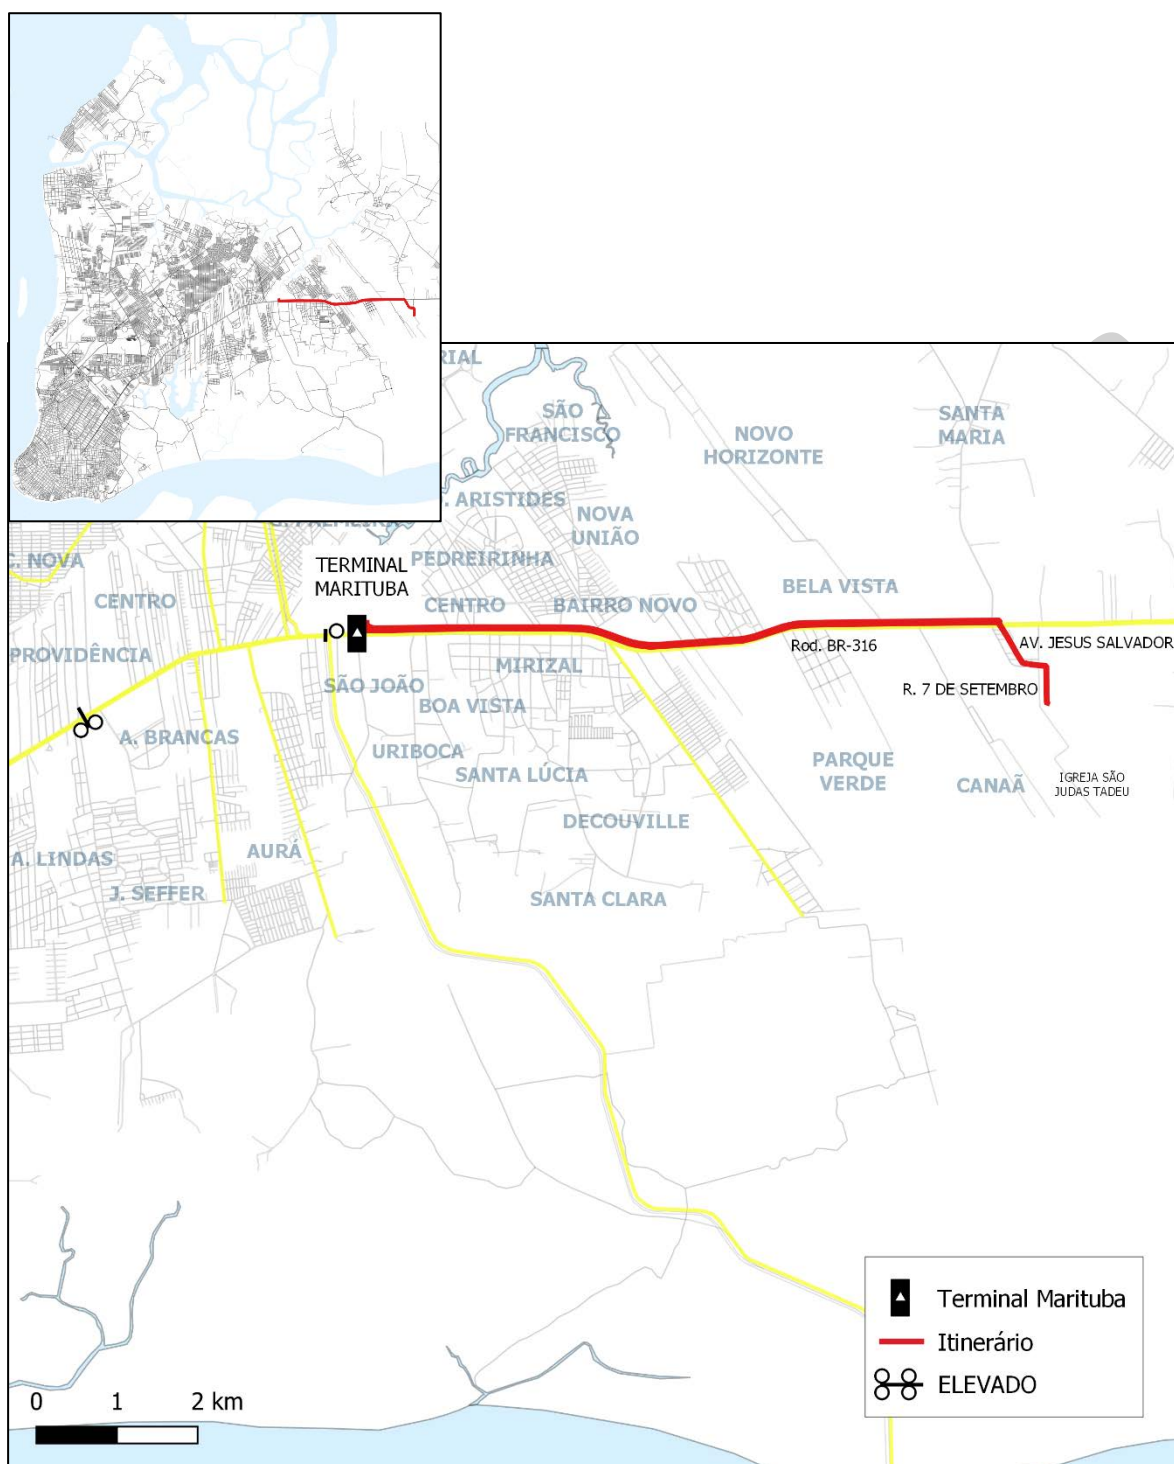 RIAL
SÃO
FRANCISCO
SANTA
MARIA
NOVO
HORIZONTE
. ARISTIDES
NOVA
UNIÃO
C. NOVA
TERMINAL
MARITUBA
PEDREIRINHA
BELA VISTA
CENTRO
CENTRO
BAIRRO NOVO
Rod. BR-316
AV. JESUS SALVADOR
PROVIDÊNCIA
MIRIZAL
SÃO JOÃO
R. 7 DE SETEMBRO
BOA VISTA
A. BRANCAS
URIBOCA
SANTA LÚCIA
PARQUE
VERDE
CANAÃ
IGREJA SÃO
JUDAS TADEU
DECOUVILLE
A. LINDAS
AURÁ
J. SEFFER
SANTA CLARA
Terminal Marituba
Itinerário
ELEVADO
0 1 2 km